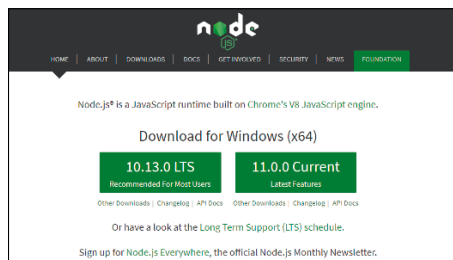 node
JS
HOME | ABOUT | DOWNLOADS | DOCS | GET INVOLVED | SECURITY | NEWS | FOUNDATION
Node.js® is a JavaScript runtime built on Chrome's V8 JavaScript engine.
Download for Windows (x64)
10.13.0 LTS
Recommended For Most Users
11.0.0 Current
Latest Features
Other Downloads | Changelog | API Docs
Other Downloads | Changelog | API Docs
Or have a look at the Long Term Support (LTS) schedule.
Sign up for Node.js Everywhere, the official Node.js Monthly Newsletter.